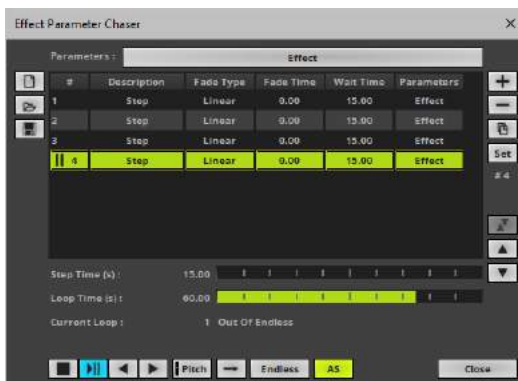 Effect Parameter Chaser
Parameters : Effect
# Description Fade Type Fade Time Wait Time Parameters
1 Step Linear 0.00 15.00 Effect
2 Step Linear 0.00 15.00 Effect
3 Step Linear 0.00 15.00 Effect
4 Step Linear 0.00 15.00 Effect
Set
#4
Step Time (s) : 15.00
Loop Time (s) : 60.00
Current Loop : 1 Out Of Endless
Pitch Endless AS Close